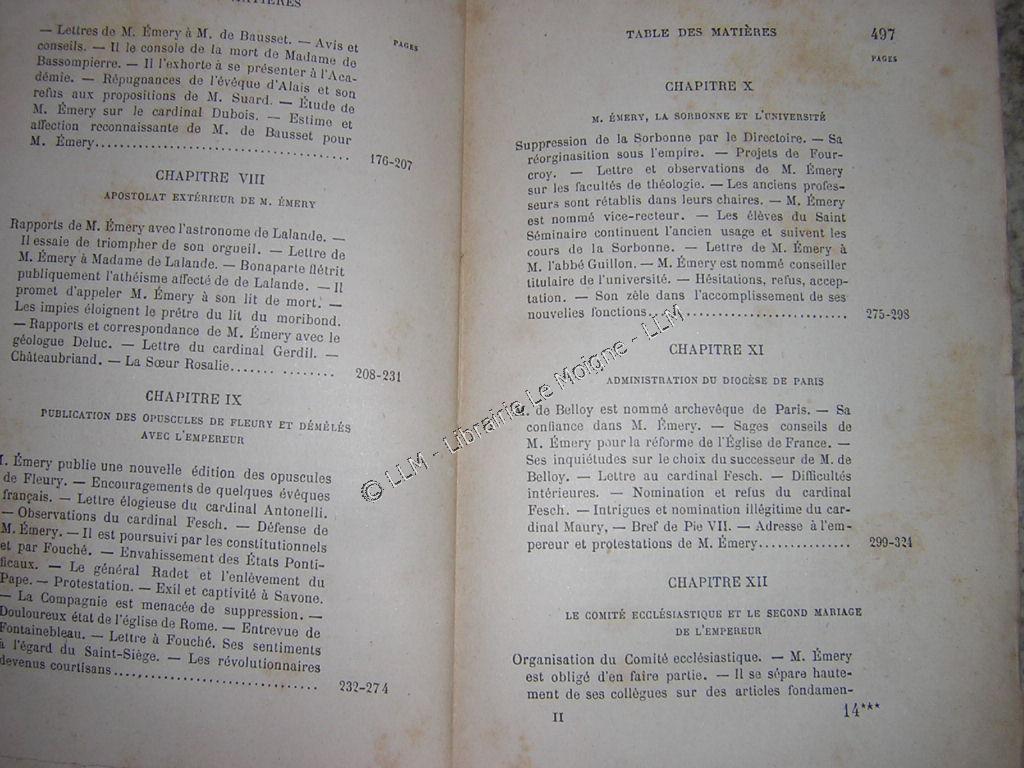 MATIÈRES
PAGES
— Lettres de M. Émery à M. de Bausset. — Avis et
conseils. — Il le console de la mort de Madame de
Bassompierre. — Il l'exhorte à se présenter à l'Aca-
démie. — Répugnances de l'évêque d'Alais et son
refus aux propositions de M. Suard. — Étude de
M. Émery sur le cardinal Dubois. — Estime et
affection reconnaissante de M. de Bausset pour
M. Émery........................................ 176-207
CHAPITRE VIII
APOSTOLAT EXTÉRIEUR DE M. ÉMERY
Rapports de M. Émery avec l'astronome de Lalande. —
Il essaie de triompher de son orgueil. — Lettre de
M. Émery à Madame de Lalande. — Bonaparte flétrit
publiquement l'athéisme affecté de de Lalande. — Il
promet d'appeler M. Émery à son lit de mort. —
Les impies éloignent le prêtre du lit du moribond.
— Rapports et correspondance de M. Émery avec le
géologue Deluc. — Lettre du cardinal Gerdil. —
Châteaubriand. — La Sœur Rosalie....... ........ 208-231
CHAPITRE IX
PUBLICATION DES OPUSCULES DE FLEURY ET DÉMÊLÉS
AVEC L'EMPEREUR
M. Émery publie une nouvelle édition des opuscules
de Fleury. — Encouragements de quelques évêques
français. — Lettre élogieuse du cardinal Antonelli.
— Observations du cardinal Fesch. — Défense de
M. Émery. — Il est poursuivi par les constitutionnels
et par Fouché. — Envahissement des États Ponti-
ficaux. — Le général Radet et l'enlèvement du
Pape. — Protestation. — Exil et captivité à Savone.
— La Compagnie est menacée de suppression. —
Douloureux état de l'église de Rome. — Entrevue de
Fontainebleau. — Lettre à Fouché. Ses sentiments
à l'égard du Saint-Siège. — Les révolutionnaires
devenus courtisans............................... 232-274
TABLE DES MATIÈRES 497
PAGES
CHAPITRE X
M. ÉMERY, LA SORBONNE ET L'UNIVERSITÉ
Suppression de la Sorbonne par le Directoire. — Sa
réorginasition sous l'empire. — Projets de Four-
croy. — Lettre et observations de M. Émery
sur les facultés de théologie. — Les anciens profes-
seurs sont rétablis dans leurs chaires. — M. Émery
est nommé vice-recteur. — Les élèves du Saint
Séminaire continuent l'ancien usage et suivent les
cours de la Sorbonne. — Lettre de M. Émery à
M. l'abbé Guillon. — M. Émery est nommé conseiller
titulaire de l'université. — Hésitations, refus, accep-
tation. — Son zèle dans l'accomplissement de ses
nouvelles fonctions.............................. 275-298
CHAPITRE XI
ADMINISTRATION DU DIOCÈSE DE PARIS
M. de Belloy est nommé archevêque de Paris. — Sa
confiance dans M. Émery. — Sages conseils de
M. Émery pour la réforme de l'Église de France. —
Ses inquiétudes sur le choix du successeur de M. de
Belloy. — Lettre au cardinal Fesch. — Difficultés
intérieures. — Nomination et refus du cardinal
Fesch. — Intrigues et nomination illégitime du car-
dinal Maury, — Bref de Pie VII. — Adresse à l'em-
pereur et protestations de M. Émery............... 299-324
CHAPITRE XII
LE COMITÉ ECCLÉSIASTIQUE ET LE SECOND MARIAGE
DE L'EMPEREUR
Organisation du Comité ecclésiastique. — M. Émery
est obligé d'en faire partie. — Il se sépare haute-
ment de ses collègues sur des articles fondamen-
II 14***
© LLM - Librairie Le Moigne - LLM